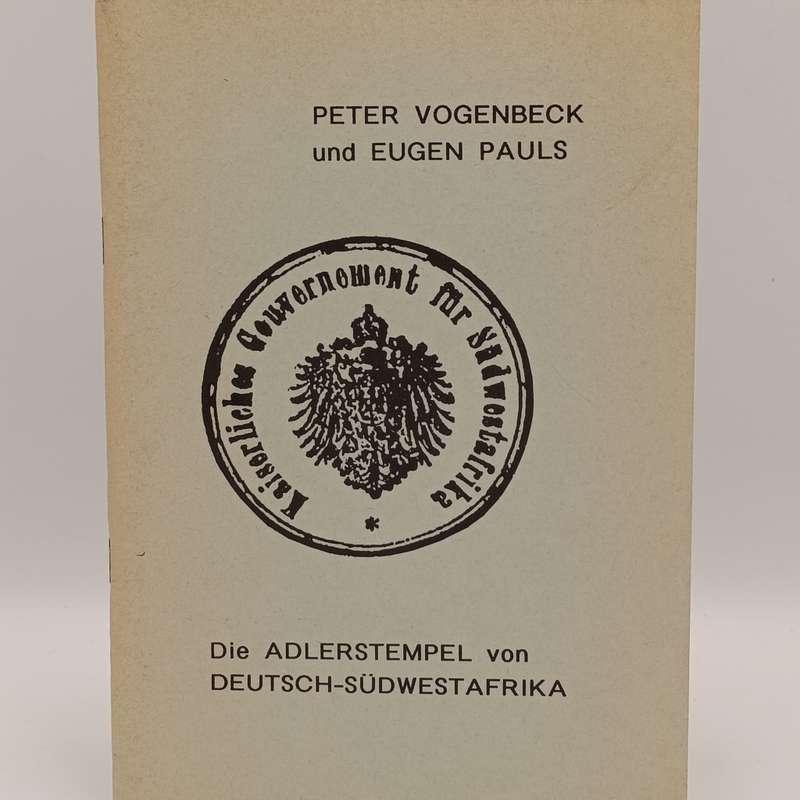 PETER VOGENBECK
und EUGEN PAULS
Kaiserliches Gouvernement für Südwestafrika
*
Die ADLERSTEMPEL von
DEUTSCH-SÜDWESTAFRIKA